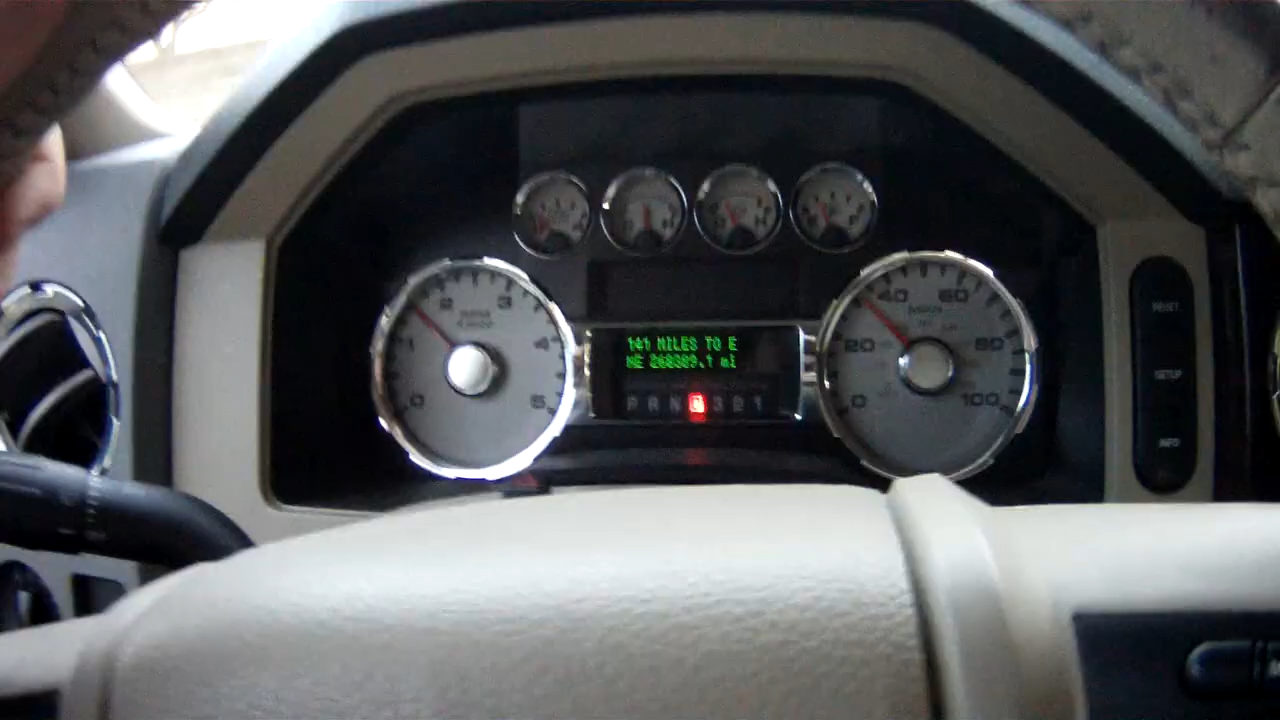 2 3
1 4
0 5
141 MILES TO E
NE 268389.1 mi
P R N D 3 2 1
40 60
20 80
0 100
RESET
SETUP
INFO